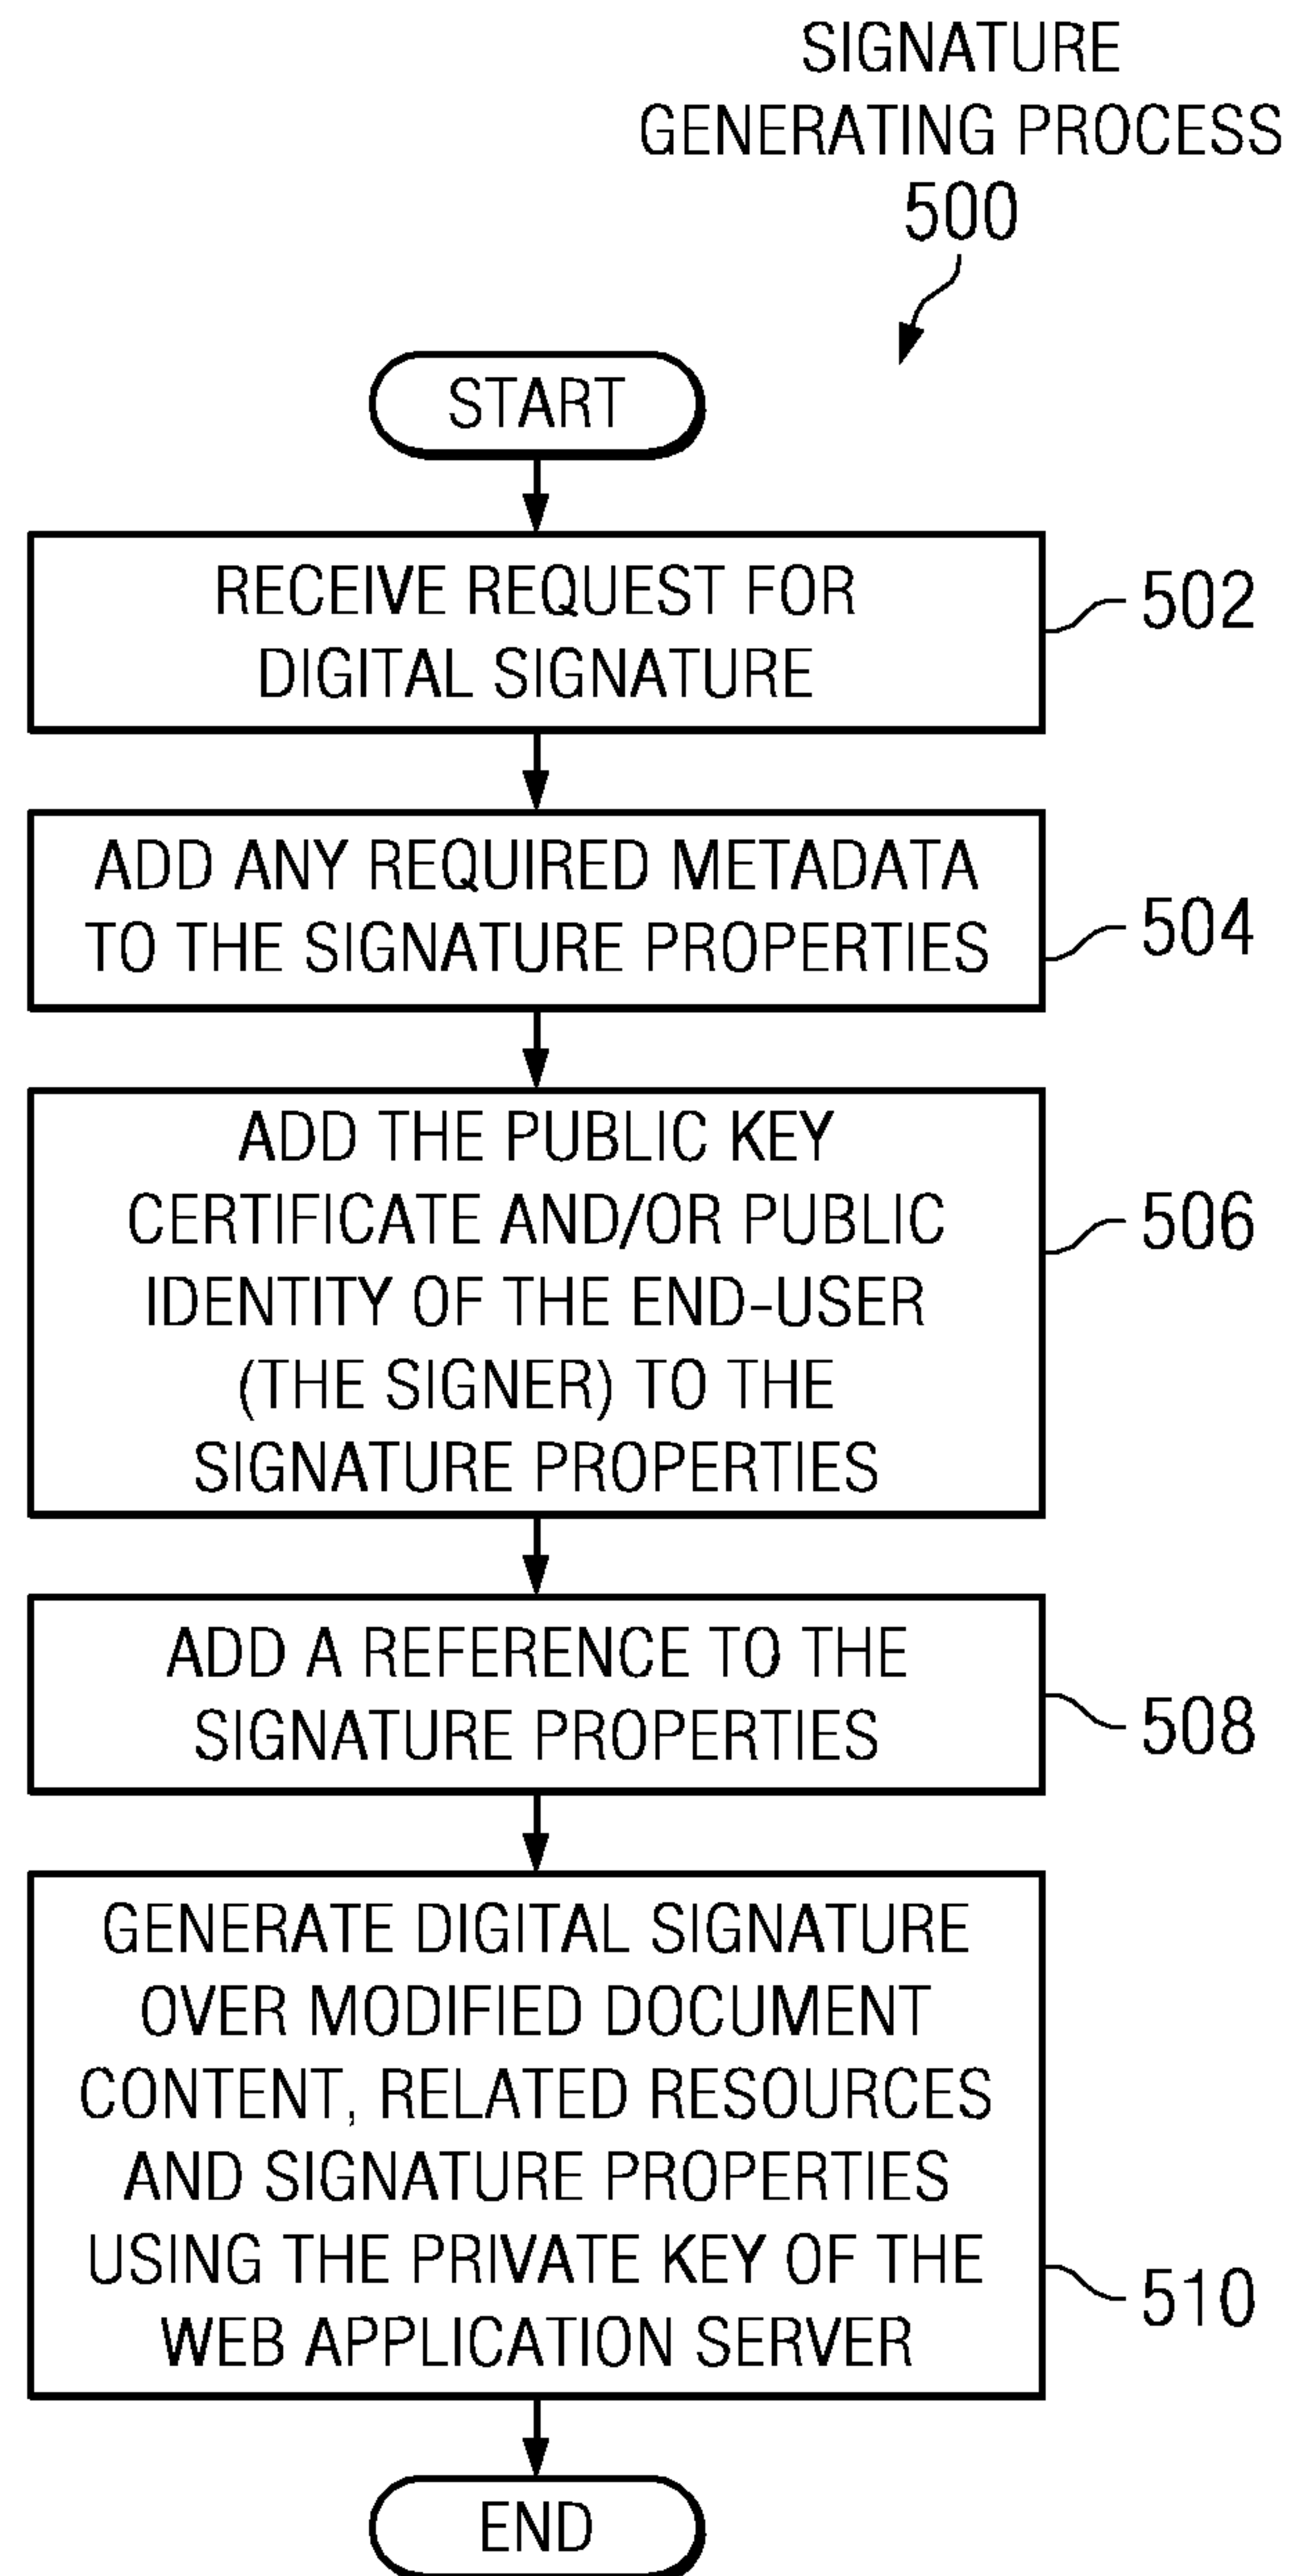 SIGNATURE
GENERATING PROCESS
500
START
RECEIVE REQUEST FOR
DIGITAL SIGNATURE
502
ADD ANY REQUIRED METADATA
TO THE SIGNATURE PROPERTIES
504
ADD THE PUBLIC KEY
CERTIFICATE AND/OR PUBLIC
IDENTITY OF THE END-USER
(THE SIGNER) TO THE
SIGNATURE PROPERTIES
506
ADD A REFERENCE TO THE
SIGNATURE PROPERTIES
508
GENERATE DIGITAL SIGNATURE
OVER MODIFIED DOCUMENT
CONTENT, RELATED RESOURCES
AND SIGNATURE PROPERTIES
USING THE PRIVATE KEY OF THE
WEB APPLICATION SERVER
510
END